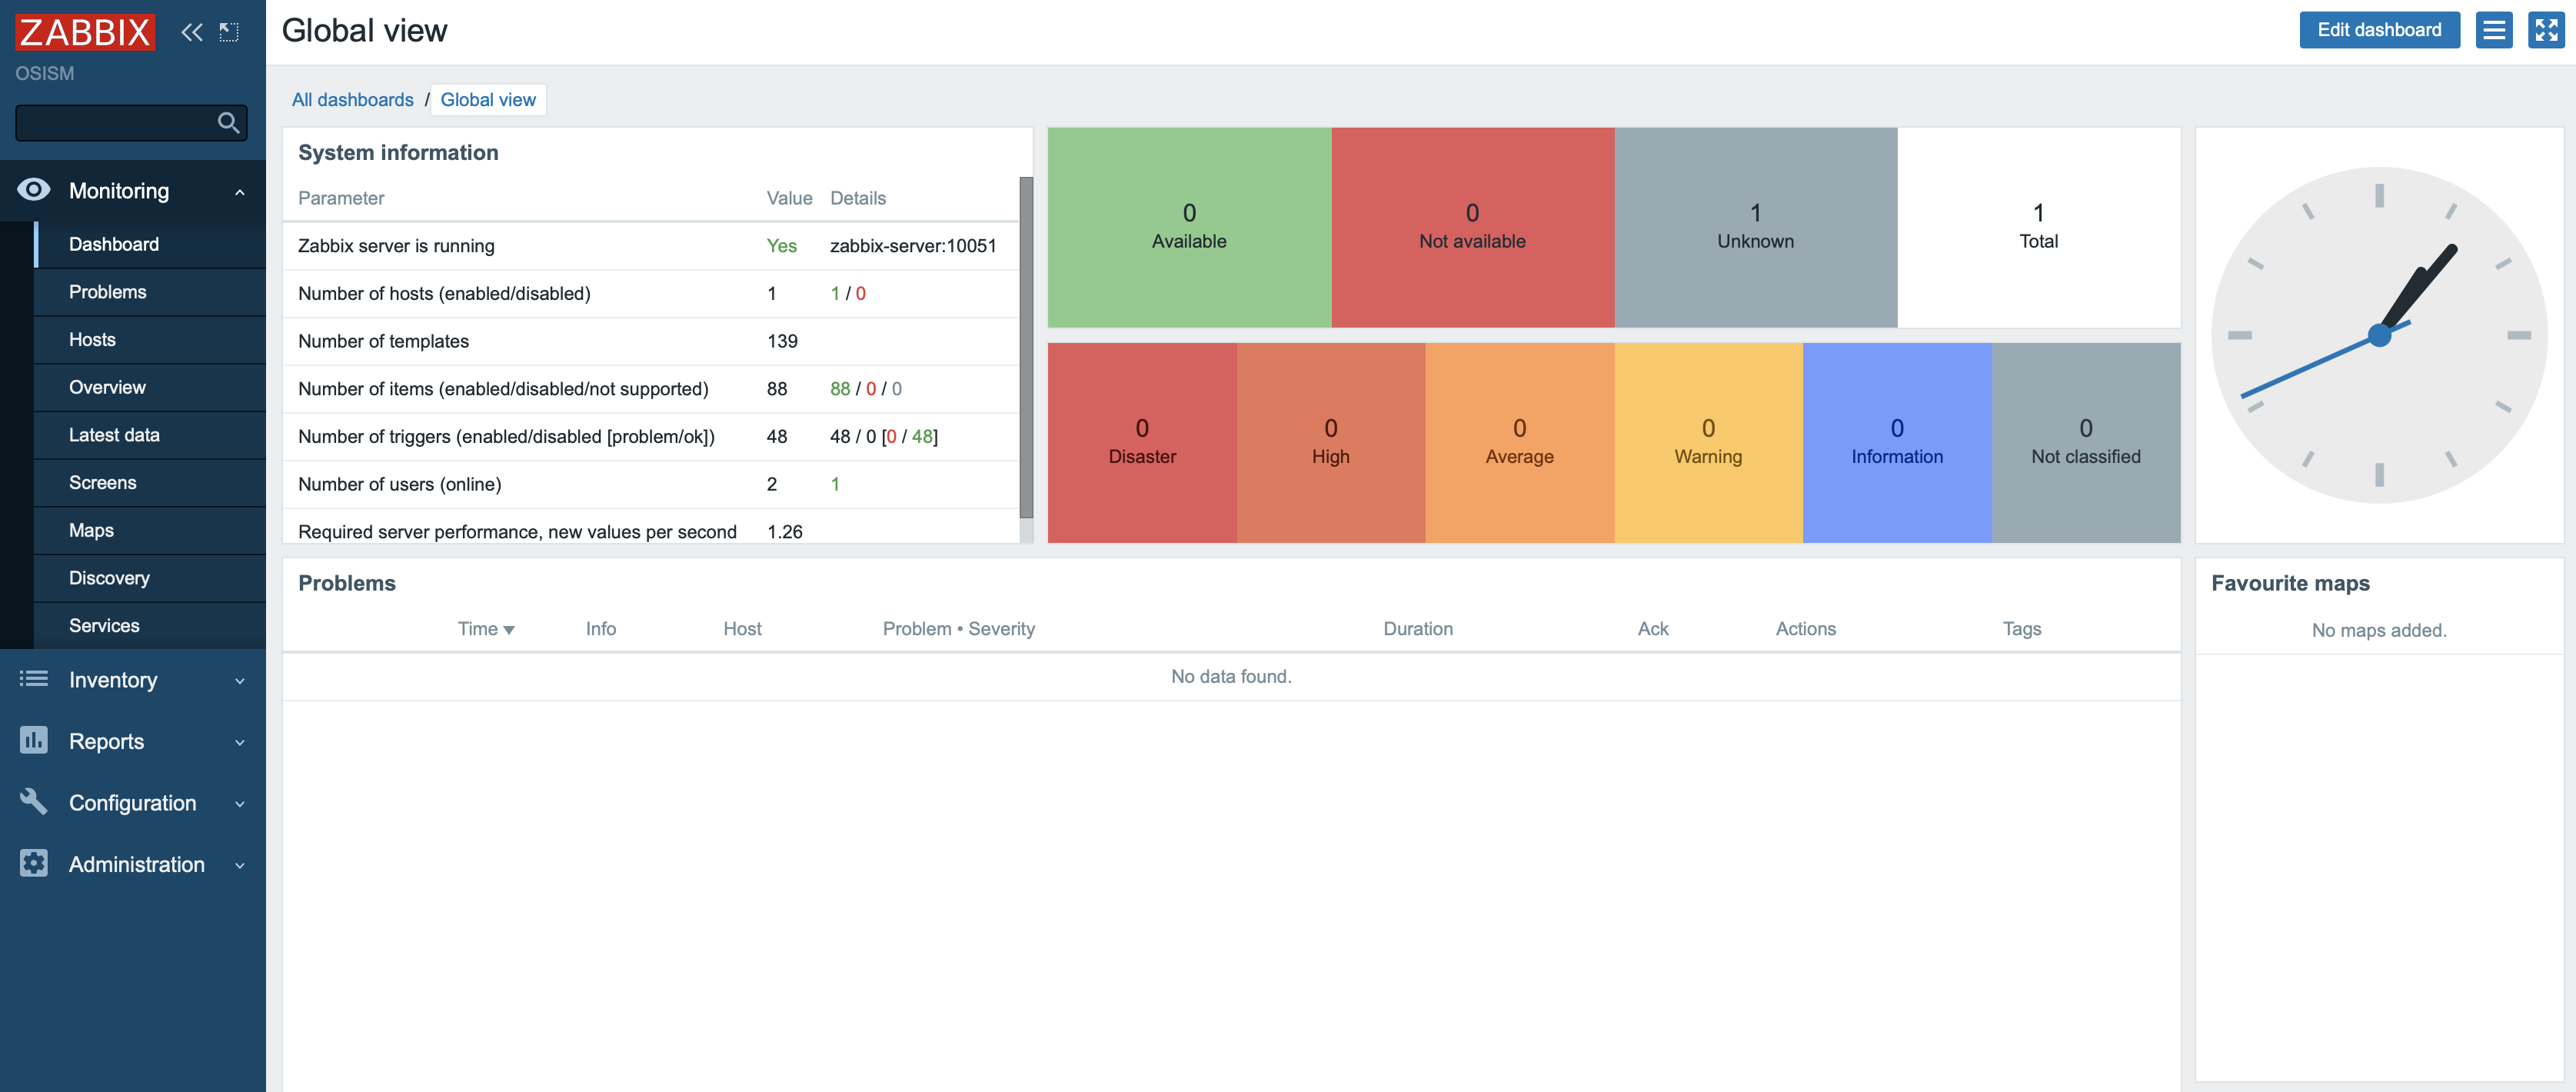 ZABBIX
OSISM
Monitoring
Dashboard
Problems
Hosts
Overview
Latest data
Screens
Maps
Discovery
Services
Inventory
Reports
Configuration
Administration
Global view
Edit dashboard
All dashboards / Global view
System information
Parameter Value Details
Zabbix server is running Yes zabbix-server:10051
Number of hosts (enabled/disabled) 1 1 / 0
Number of templates 139
Number of items (enabled/disabled/not supported) 88 88 / 0 / 0
Number of triggers (enabled/disabled [problem/ok]) 48 48 / 0 [0 / 48]
Number of users (online) 2 1
Required server performance, new values per second 1.26
0 0 1 1
Available Not available Unknown Total
0 0 0 0 0 0
Disaster High Average Warning Information Not classified
Problems
Time Info Host Problem • Severity Duration Ack Actions Tags
No data found.
Favourite maps
No maps added.